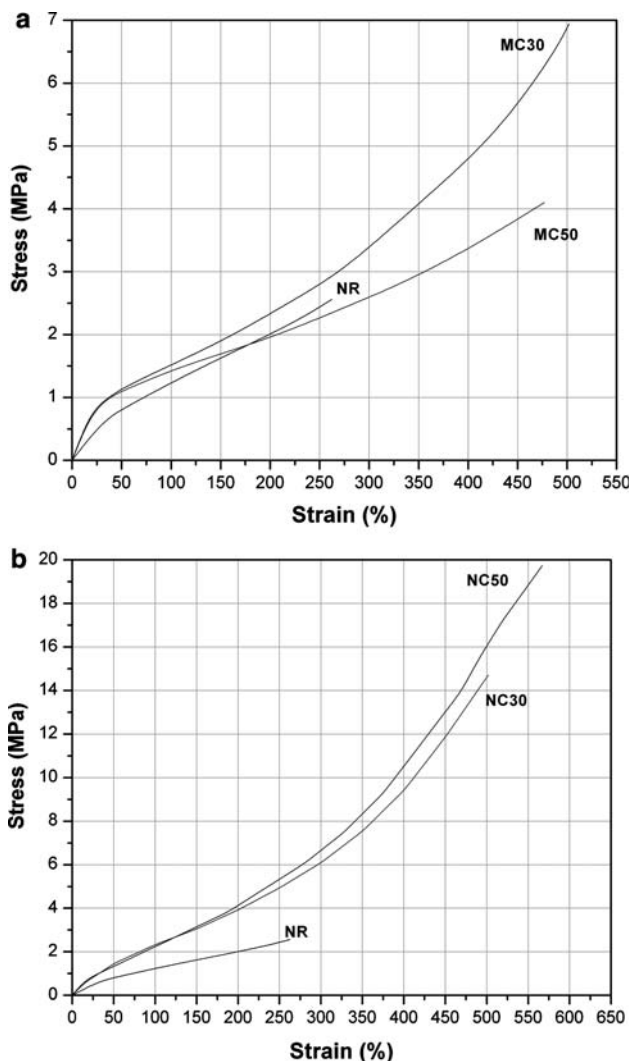 a
7
6
5
4
3
2
1
0
Stress (MPa)
MC30
MC50
NR
0 50 100 150 200 250 300 350 400 450 500 550
Strain (%)
b
20
18
16
14
12
10
8
6
4
2
0
Stress (MPa)
NC50
NC30
NR
0 50 100 150 200 250 300 350 400 450 500 550 600 650
Strain (%)